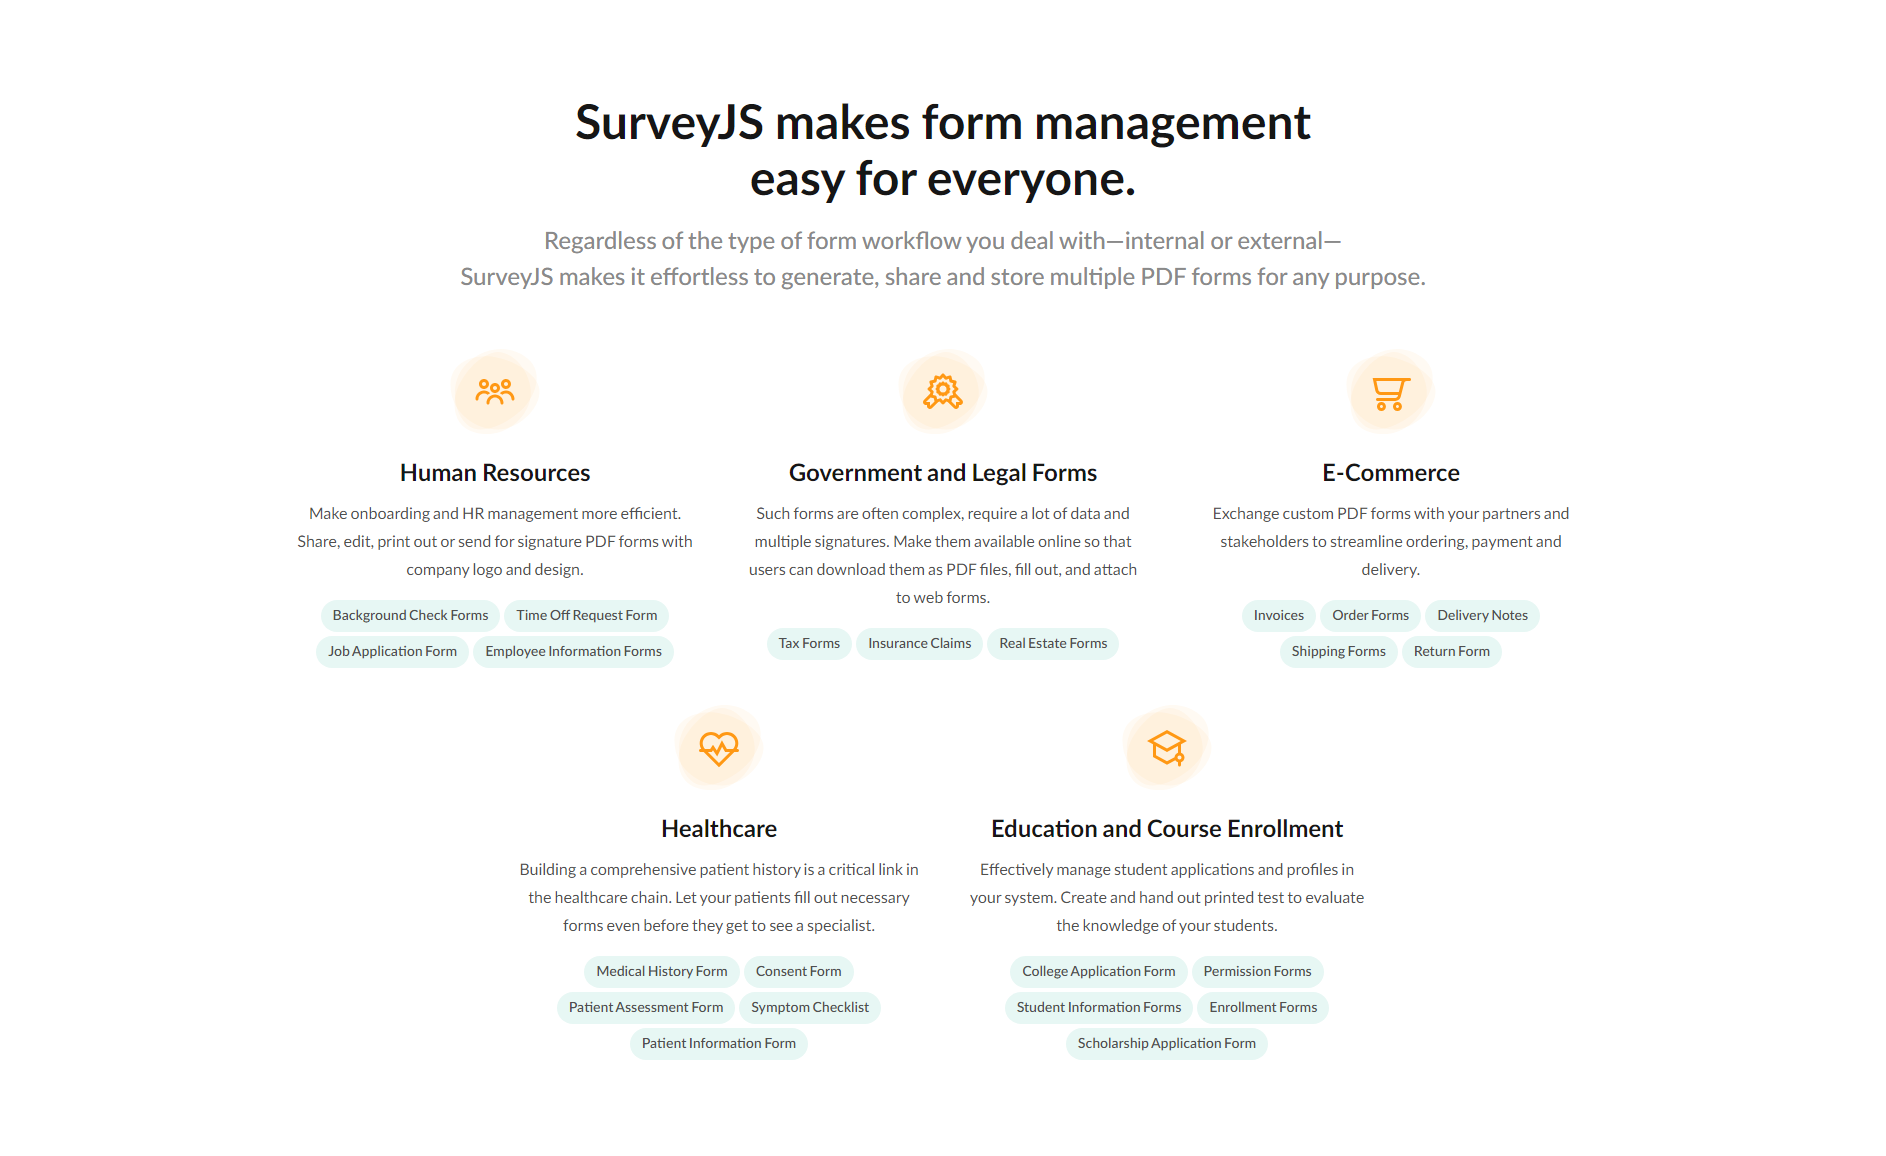 SurveyJS makes form management
easy for everyone.
Regardless of the type of form workflow you deal with—internal or external—
SurveyJS makes it effortless to generate, share and store multiple PDF forms for any purpose.
Human Resources
Make onboarding and HR management more efficient.
Share, edit, print out or send for signature PDF forms with
company logo and design.
Background Check Forms
Time Off Request Form
Job Application Form
Employee Information Forms
Government and Legal Forms
Such forms are often complex, require a lot of data and
multiple signatures. Make them available online so that
users can download them as PDF files, fill out, and attach
to web forms.
Tax Forms
Insurance Claims
Real Estate Forms
E-Commerce
Exchange custom PDF forms with your partners and
stakeholders to streamline ordering, payment and
delivery.
Invoices
Order Forms
Delivery Notes
Shipping Forms
Return Form
Healthcare
Building a comprehensive patient history is a critical link in
the healthcare chain. Let your patients fill out necessary
forms even before they get to see a specialist.
Medical History Form
Consent Form
Patient Assessment Form
Symptom Checklist
Patient Information Form
Education and Course Enrollment
Effectively manage student applications and profiles in
your system. Create and hand out printed test to evaluate
the knowledge of your students.
College Application Form
Permission Forms
Student Information Forms
Enrollment Forms
Scholarship Application Form